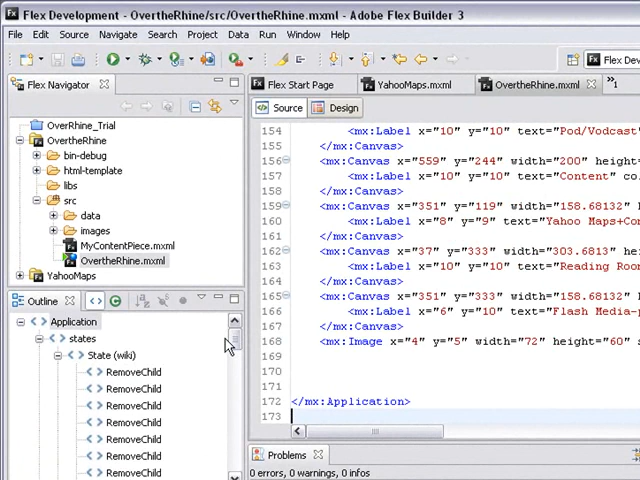 Flex Development - OvertheRhine/src/OvertheRhine.mxml - Adobe Flex Builder 3
File Edit Source Navigate Search Project Data Run Window Help
Flex De
Flex Navigator
Flex Start Page YahooMaps.mxml OvertheRhine.mxml »1
Source Design
OverRhine_Trial
OvertheRhine
bin-debug
html-template
libs
src
data
images
MyContentPiece.mxml
OvertheRhine.mxml
YahooMaps
Outline
Application
states
State (wiki)
RemoveChild
RemoveChild
RemoveChild
RemoveChild
RemoveChild
RemoveChild
RemoveChild
154 <mx:Label x="10" y="10" text="Pod/Vodcast"
155 </mx:Canvas>
156 <mx:Canvas x="559" y="244" width="200" heigh
157 <mx:Label x="10" y="10" text="Content" co
158 </mx:Canvas>
159 <mx:Canvas x="351" y="119" width="158.68132"
160 <mx:Label x="8" y="9" text="Yahoo Maps+Co
161 </mx:Canvas>
162 <mx:Canvas x="37" y="333" width="303.6813" h
163 <mx:Label x="10" y="10" text="Reading Roo
164 </mx:Canvas>
165 <mx:Canvas x="351" y="333" width="158.68132"
166 <mx:Label x="6" y="10" text="Flash Media-p
167 </mx:Canvas>
168 <mx:Image x="4" y="5" width="72" height="60" s
169
170
171
172 </mx:Application>
173
Problems
0 errors, 0 warnings, 0 infos